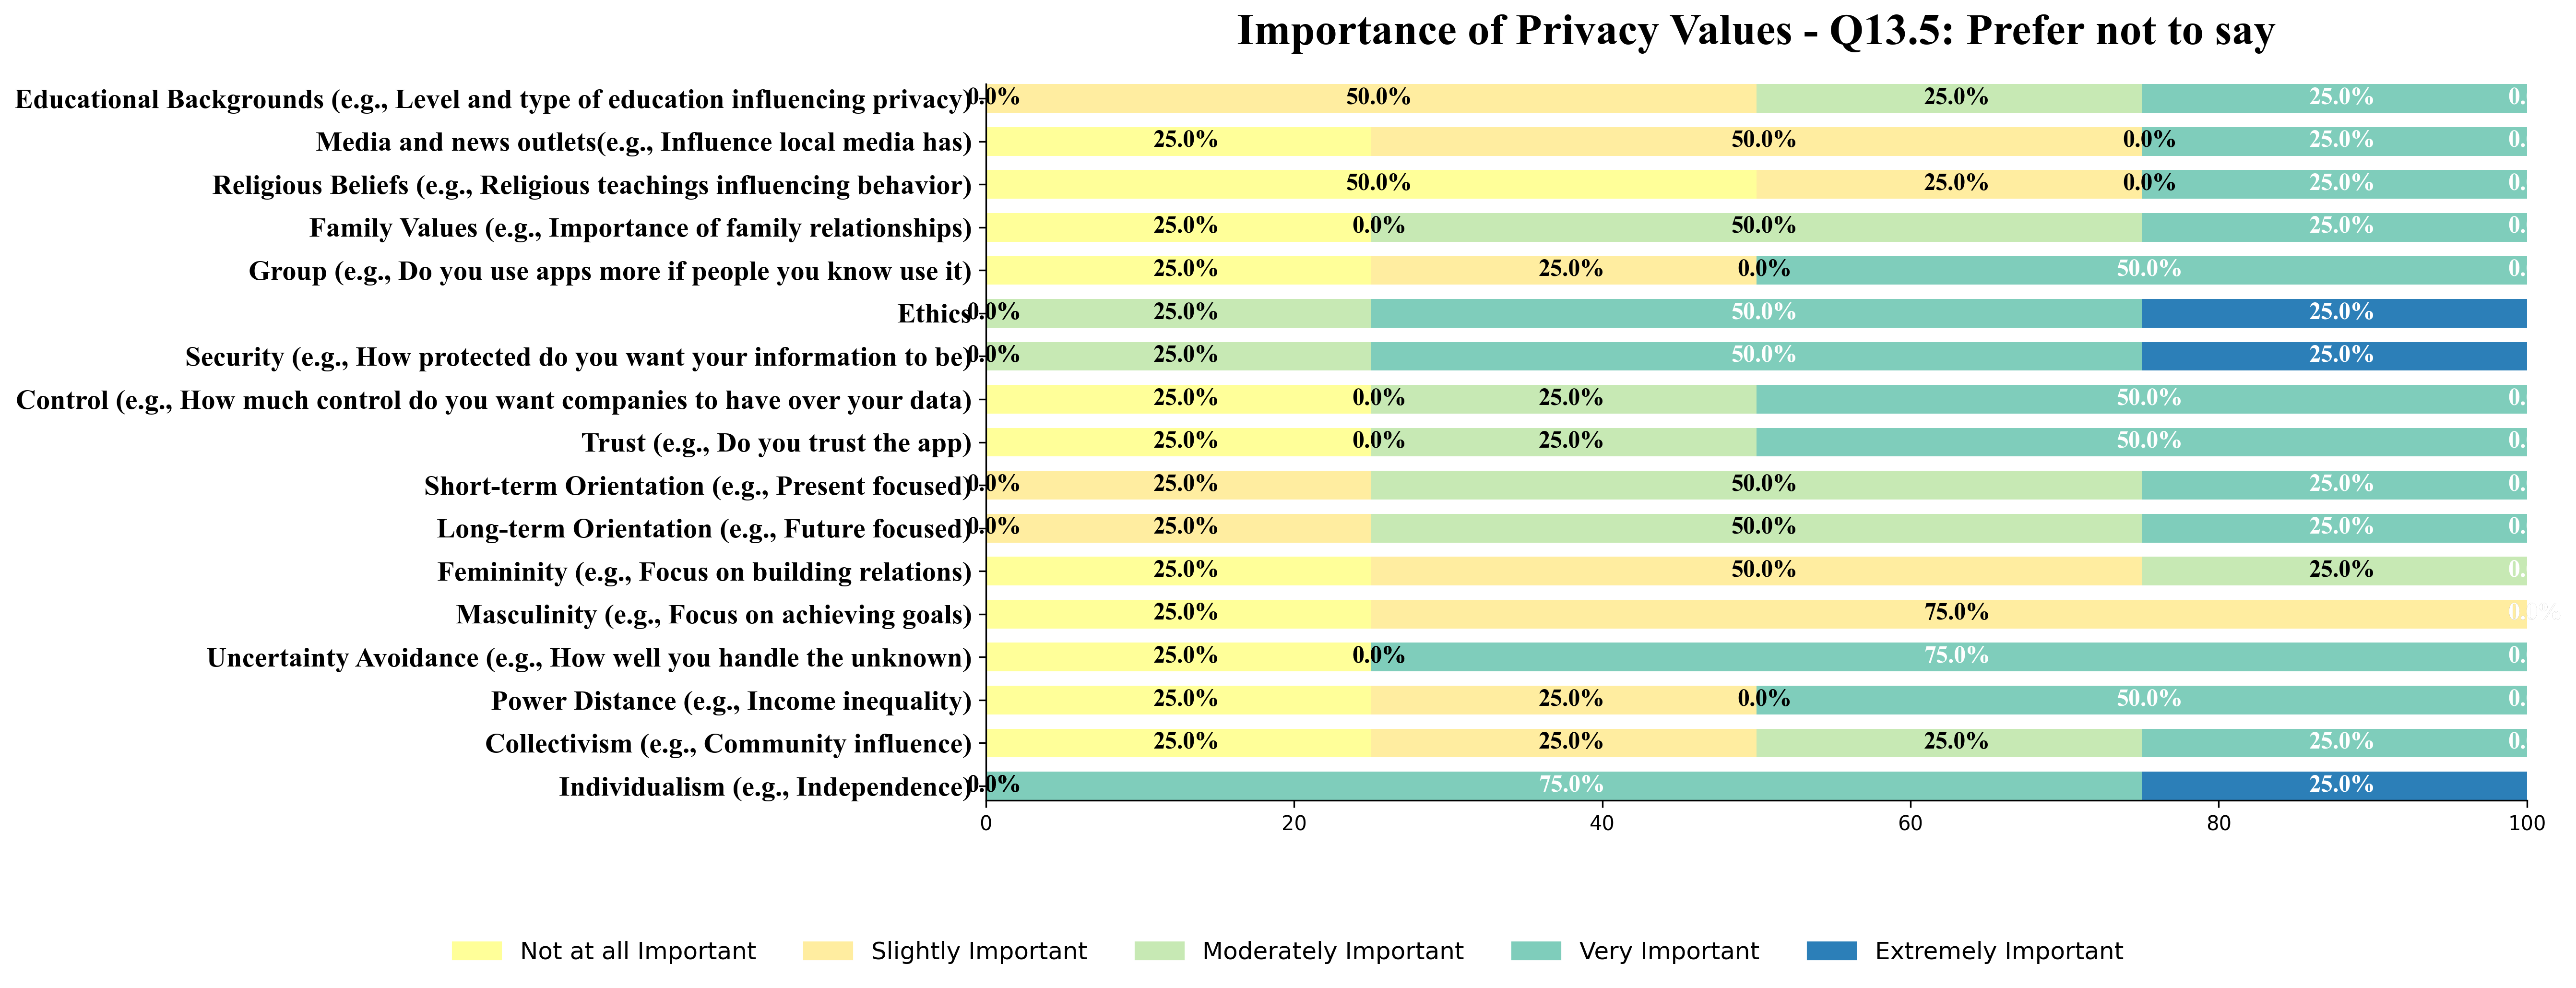 Importance of Privacy Values - Q13.5: Prefer not to say
Educational Backgrounds (e.g., Level and type of education influencing privacy) 0.0% 50.0% 25.0% 25.0% 0.
Media and news outlets(e.g., Influence local media has) 25.0% 50.0% 0.0% 25.0% 0.
Religious Beliefs (e.g., Religious teachings influencing behavior) 50.0% 25.0% 0.0% 25.0% 0.
Family Values (e.g., Importance of family relationships) 25.0% 0.0% 50.0% 25.0% 0.
Group (e.g., Do you use apps more if people you know use it) 25.0% 25.0% 0.0% 50.0% 0.
Ethics 0.0% 25.0% 50.0% 25.0%
Security (e.g., How protected do you want your information to be) 0.0% 25.0% 50.0% 25.0%
Control (e.g., How much control do you want companies to have over your data) 25.0% 0.0% 25.0% 50.0% 0.
Trust (e.g., Do you trust the app) 25.0% 0.0% 25.0% 50.0% 0.
Short-term Orientation (e.g., Present focused) 0.0% 25.0% 50.0% 25.0% 0.
Long-term Orientation (e.g., Future focused) 0.0% 25.0% 50.0% 25.0% 0.
Femininity (e.g., Focus on building relations) 25.0% 50.0% 25.0% 0.
Masculinity (e.g., Focus on achieving goals) 25.0% 75.0% 0.0%
Uncertainty Avoidance (e.g., How well you handle the unknown) 25.0% 0.0% 75.0% 0.
Power Distance (e.g., Income inequality) 25.0% 25.0% 0.0% 50.0% 0.
Collectivism (e.g., Community influence) 25.0% 25.0% 25.0% 25.0% 0.
Individualism (e.g., Independence) 0.0% 75.0% 25.0%
0 20 40 60 80 100
Not at all Important Slightly Important Moderately Important Very Important Extremely Important